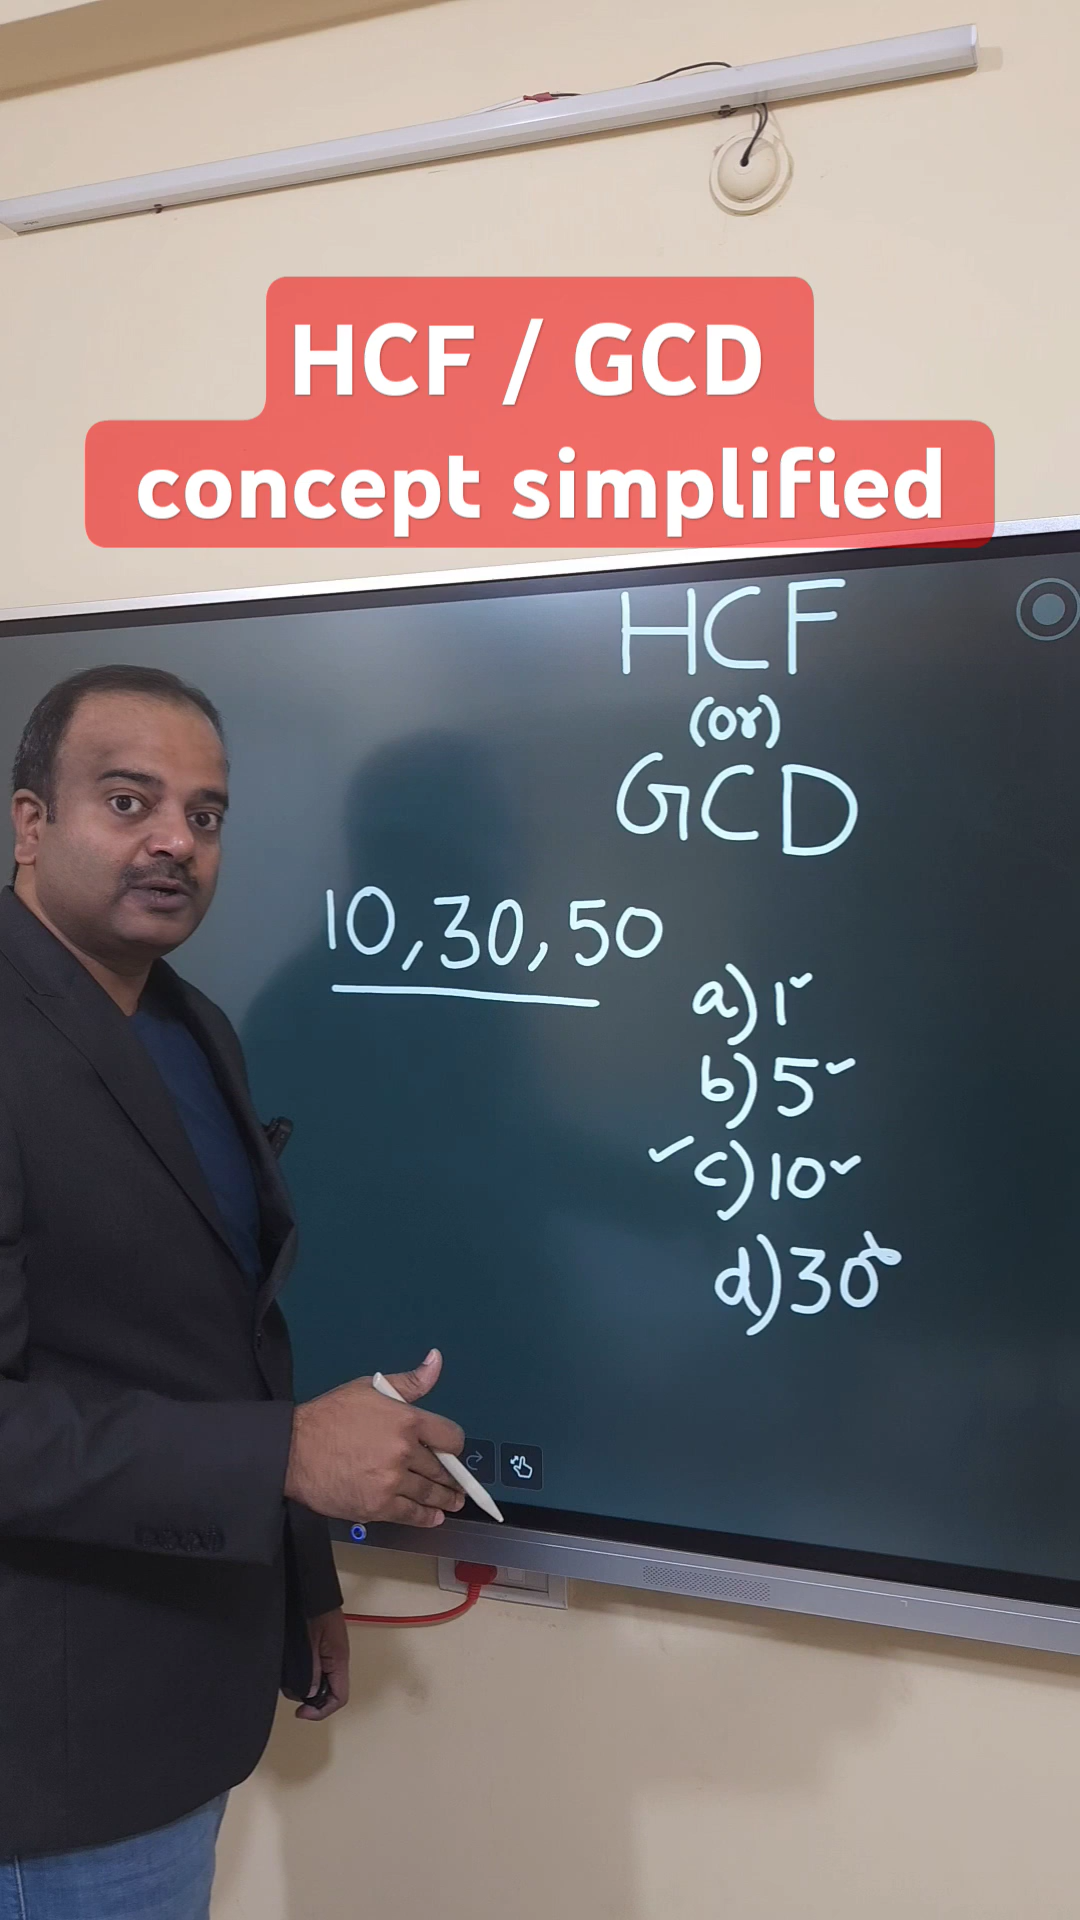 HCF / GCD
concept simplified
HCF
(or)
GCD
10, 30, 50
a) 1 ✓
b) 5 ✓
✓ c) 10 ✓
d) 30